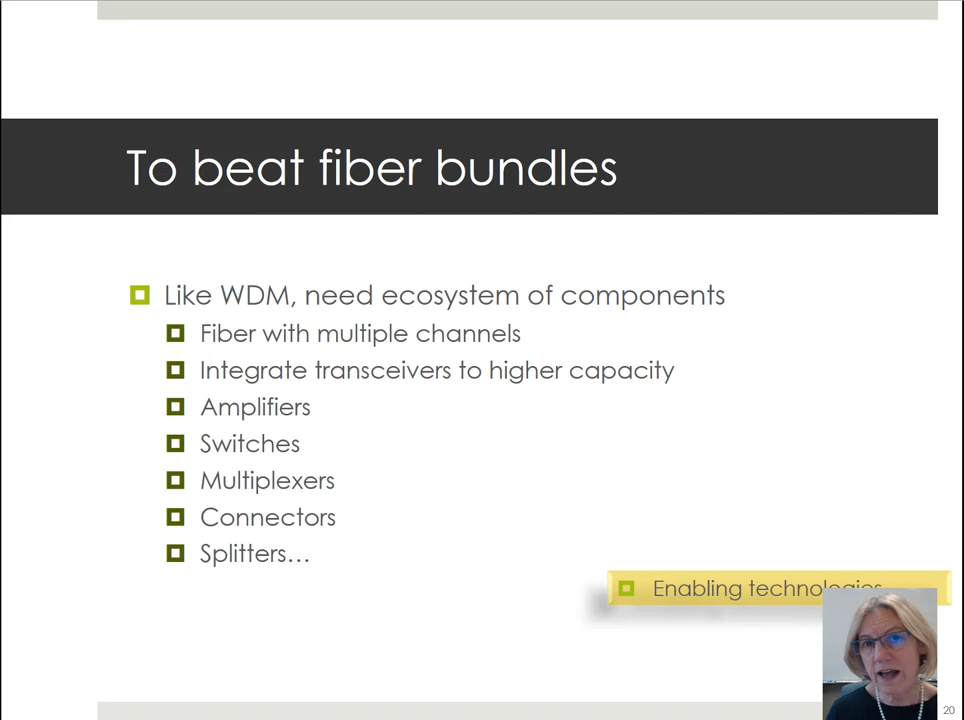 To beat fiber bundles
Like WDM, need ecosystem of components
Fiber with multiple channels
Integrate transceivers to higher capacity
Amplifiers
Switches
Multiplexers
Connectors
Splitters…
Enabling technologies
20